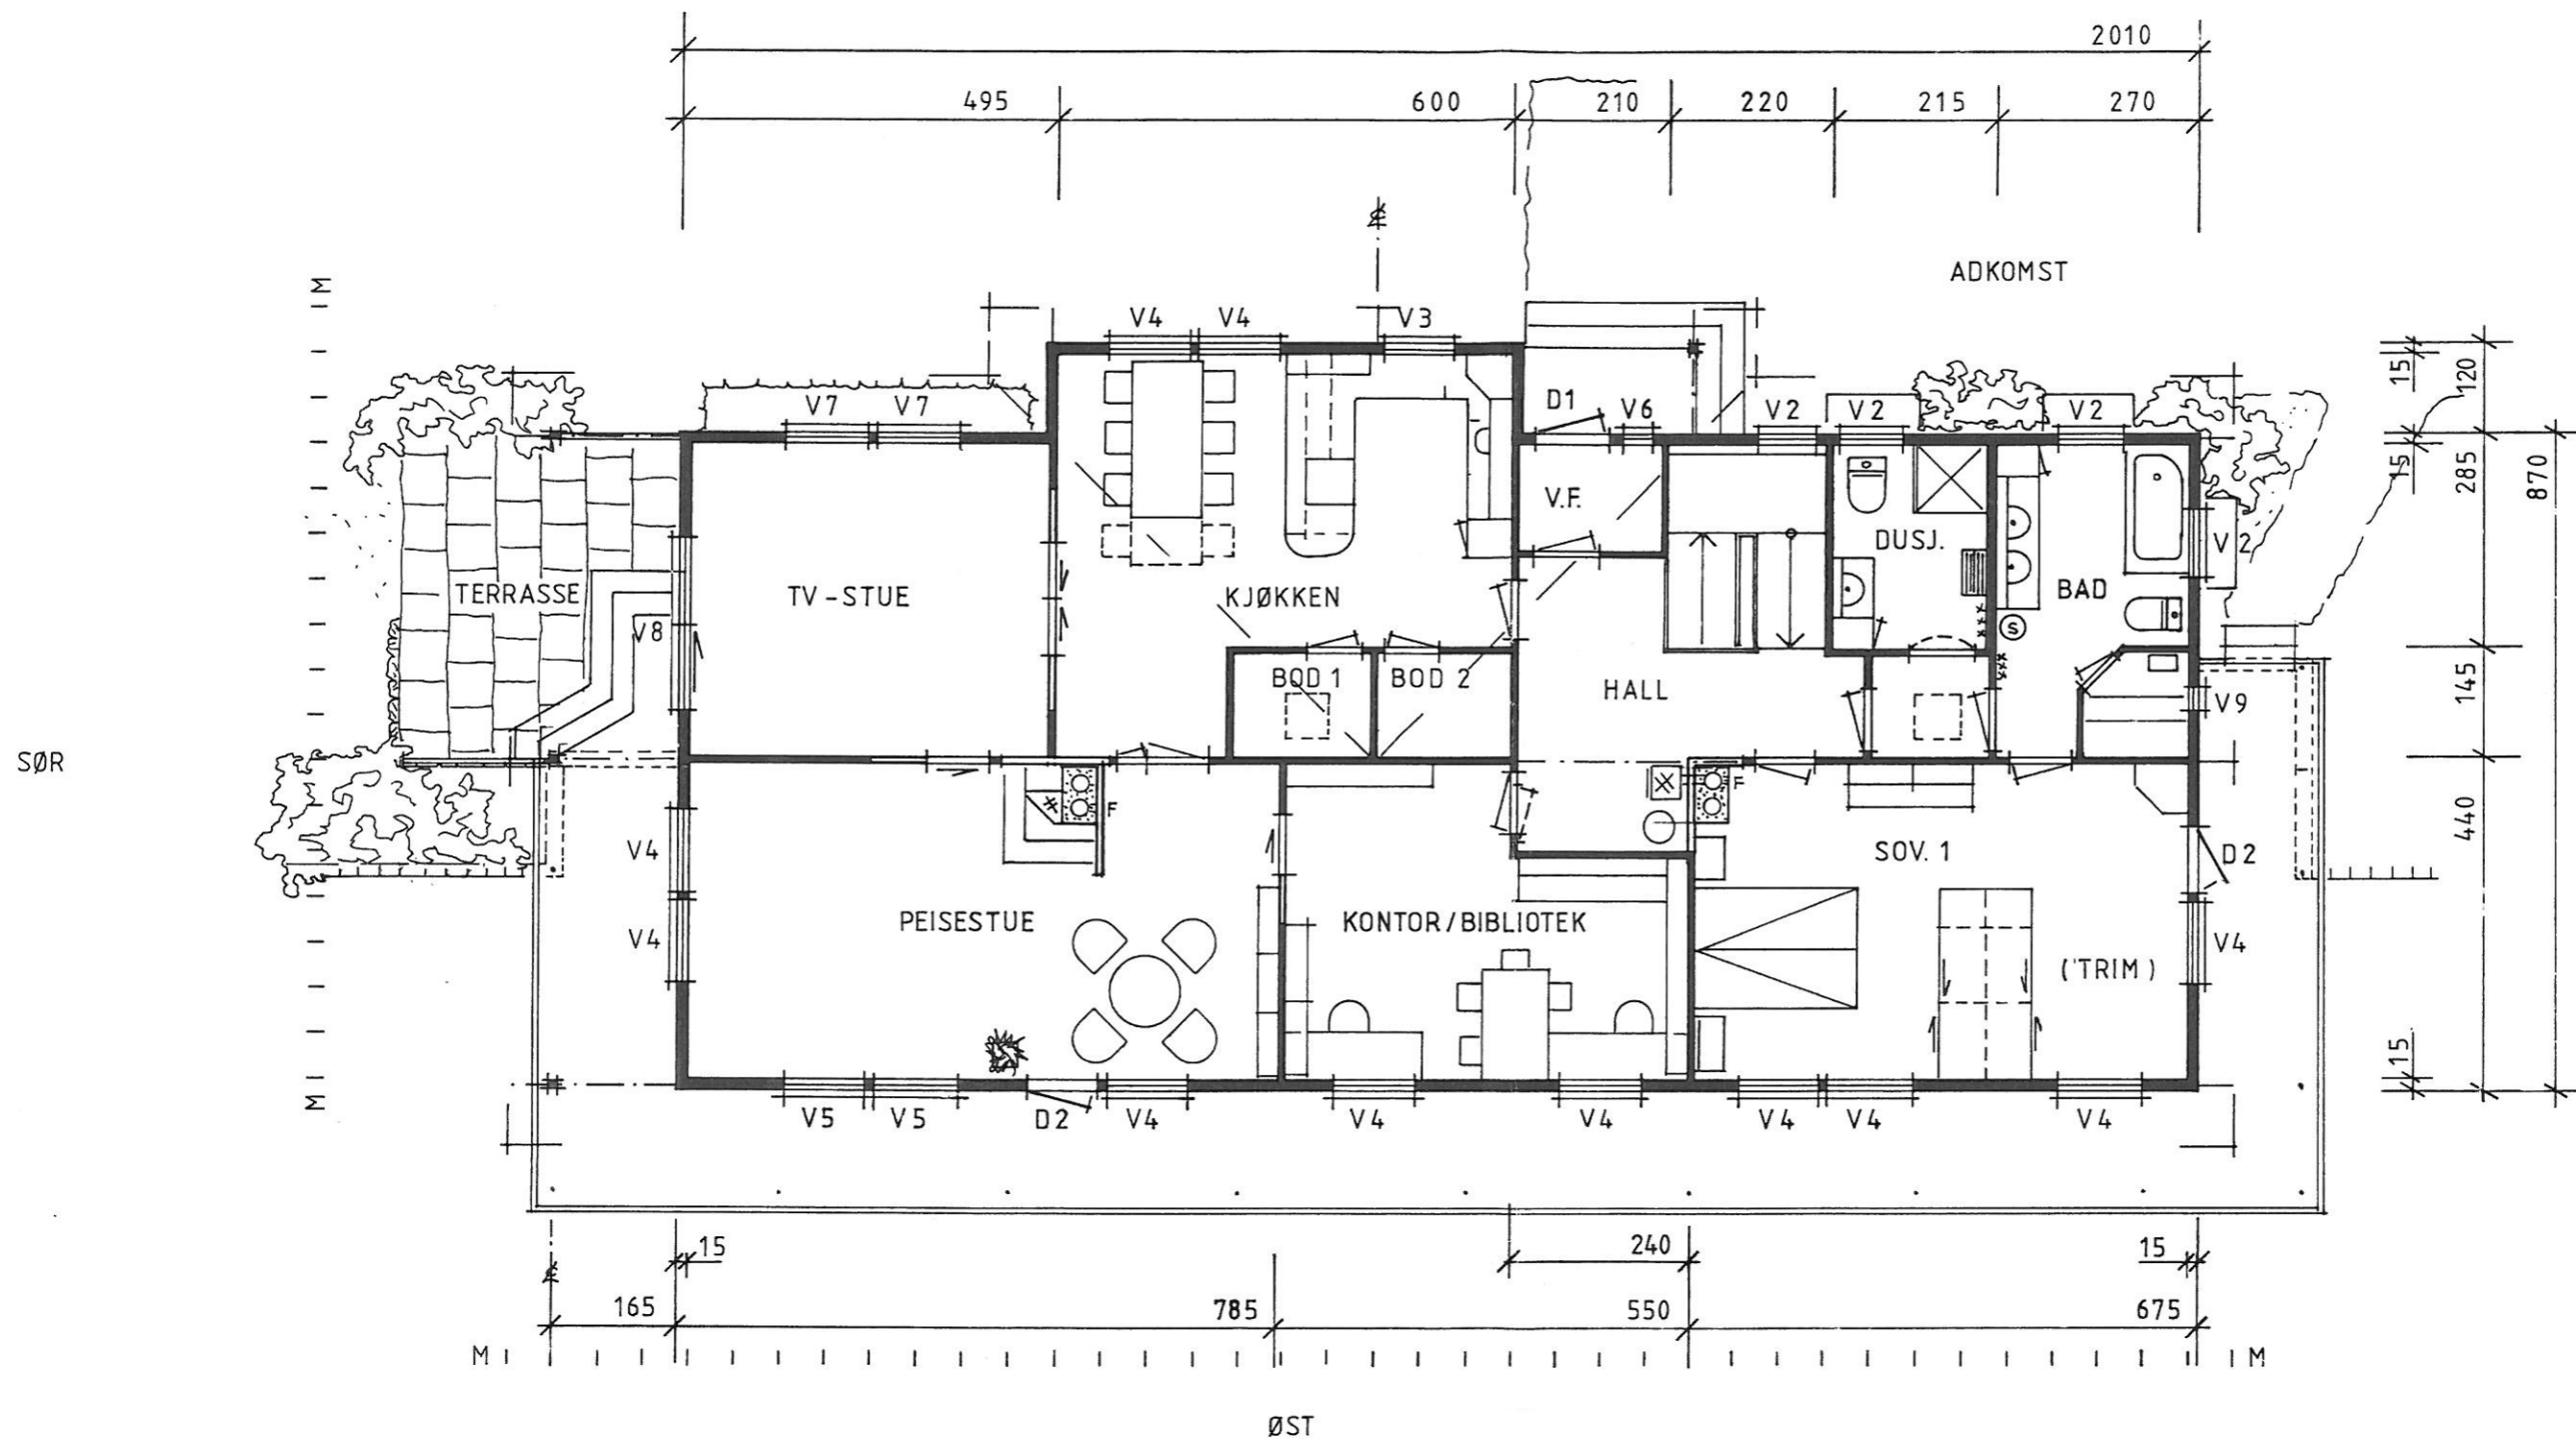 2010
495 600 210 220 215 270
ADKOMST
M
V4 V4 V3
15 120
D1 V6 V2 V2 V2
V7 V7
15 285 870
V.F.
DUSJ.
V2
TERRASSE TV-STUE KJØKKEN BAD
V8
S
BOD 1 BOD 2 HALL
145
V9
SØR
F F
440
V4 SOV. 1 D2
V4 PEISESTUE KONTOR/BIBLIOTEK V4
('TRIM)
15
M
V5 V5 D2 V4 V4 V4 V4 V4 V4
15 240 15
165 785 550 675
M M
ØST